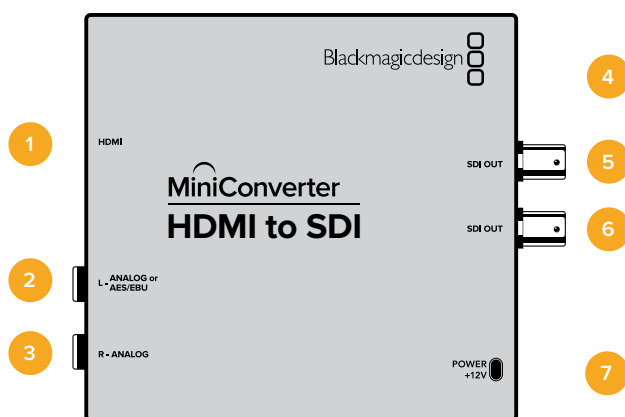 Blackmagicdesign
4
1
HDMI
5
SDI OUT
MiniConverter
HDMI to SDI
6
SDI OUT
2
L - ANALOG or
AES/EBU
3
R - ANALOG
POWER
+12V
7